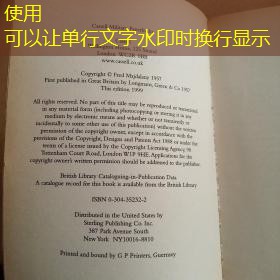 使用
可以让单行文字水印时换行显示
Cassell Military
London WC2R 0BB
www.cassell.co.uk
Copyright © Fred Majdalany 1957
First published in Great Britain by Longmans, Green & Co 1957
This edition 1999
All rights reserved. No part of this title may be reproduced or transmitted
in any material form (including photocopying or storing it in any
medium by electronic means and whether or not transiently or
incidentally to some other use of this publication) without the written
permission of the copyright owner, except in accordance with the
provisions of the Copyright, Designs and Patents Act 1988 or under the
terms of a licence issued by the Copyright Licensing Agency, 90
Tottenham Court Road, London W1P 9HE. Applications for the
copyright owner's written permission should be addressed to the publisher.
British Library Cataloguing-in-Publication Data
A catalogue record for this book is available from the British Library
ISBN 0-304-35232-2
Distributed in the United States by
Sterling Publishing Co. Inc.
387 Park Avenue South
New York
NY10016-8810
Printed and bound by G P Printers, Guernsey